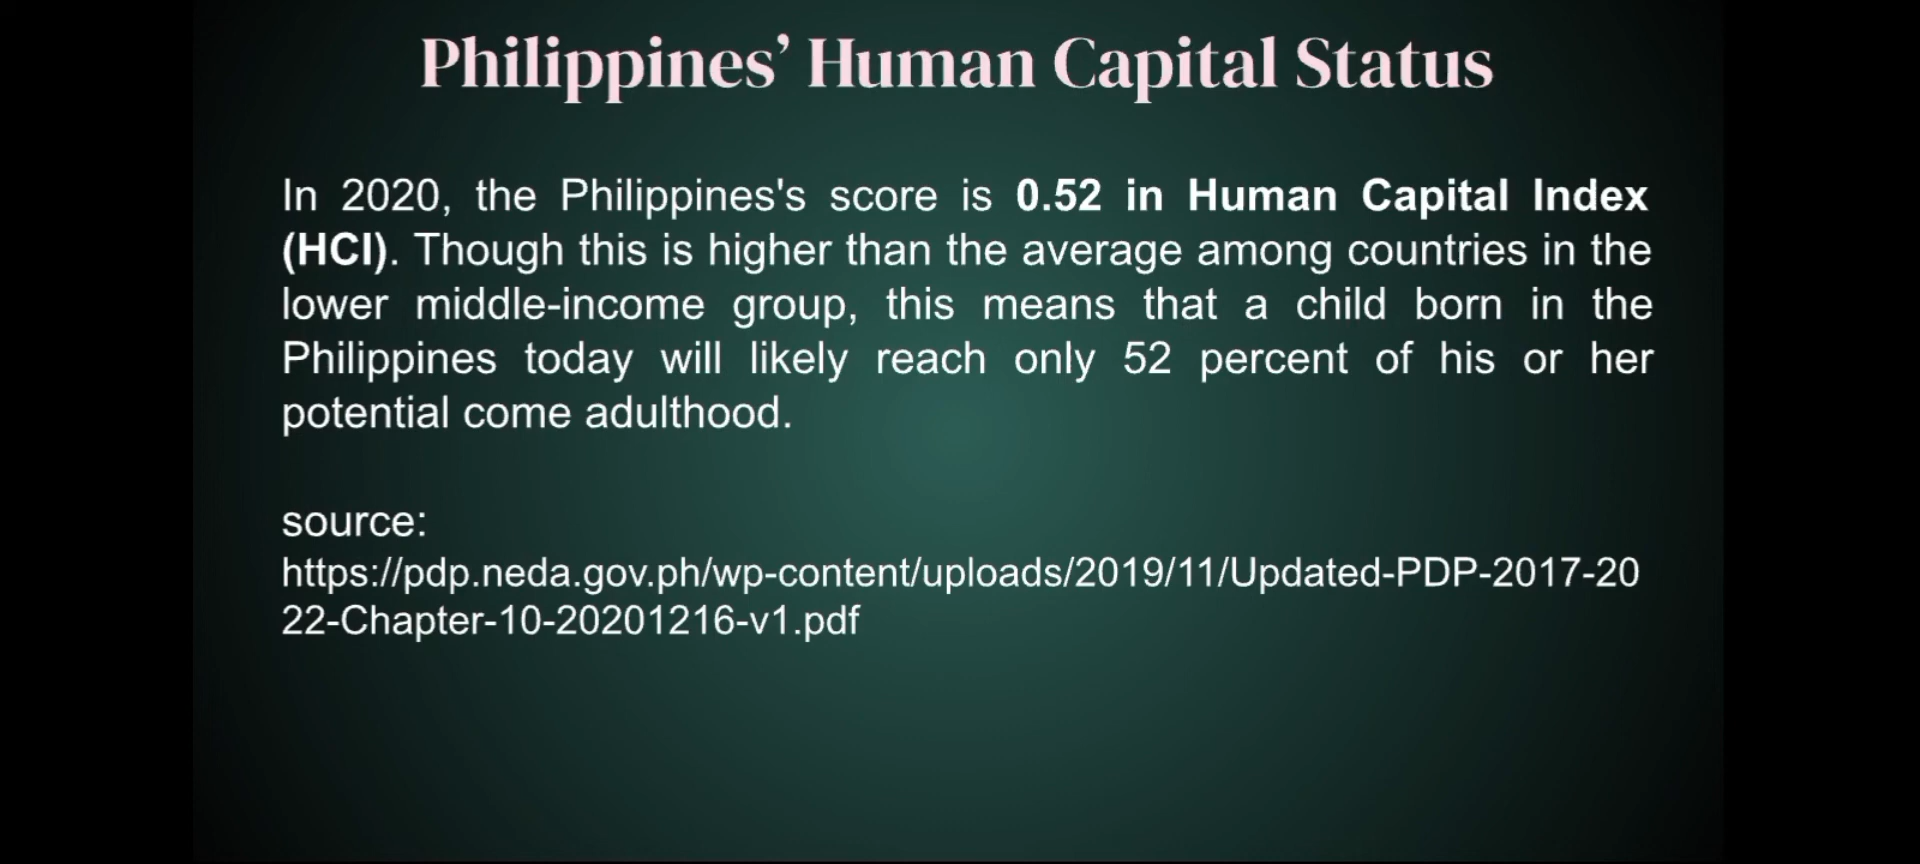 Philippines’ Human Capital Status
In 2020, the Philippines's score is 0.52 in Human Capital Index
(HCI). Though this is higher than the average among countries in the
lower middle-income group, this means that a child born in the
Philippines today will likely reach only 52 percent of his or her
potential come adulthood.
source:
https://pdp.neda.gov.ph/wp-content/uploads/2019/11/Updated-PDP-2017-20
22-Chapter-10-20201216-v1.pdf